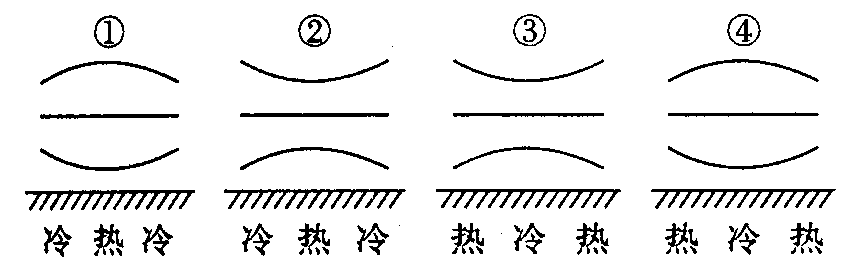 ① ② ③ ④
冷 热 冷 冷 热 冷 热 冷 热 热 冷 热